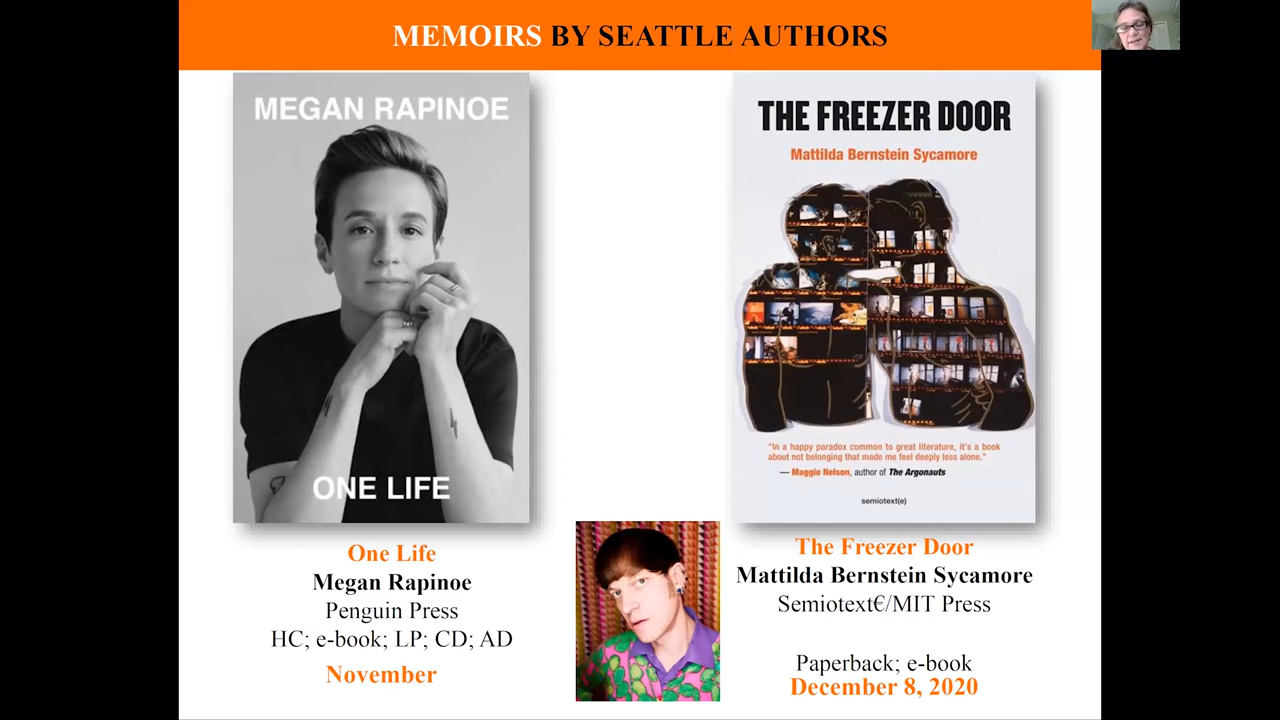 MEMOIRS BY SEATTLE AUTHORS
MEGAN RAPINOE
ONE LIFE
One Life
Megan Rapinoe
Penguin Press
HC; e-book; LP; CD; AD
November
THE FREEZER DOOR
Mattilda Bernstein Sycamore
“In a happy paradox common to great literature, it’s a book
about not belonging that made me feel deeply less alone.”
— Maggie Nelson, author of The Argonauts
semiotext(e)
The Freezer Door
Mattilda Bernstein Sycamore
Semiotext€/MIT Press
Paperback; e-book
December 8, 2020